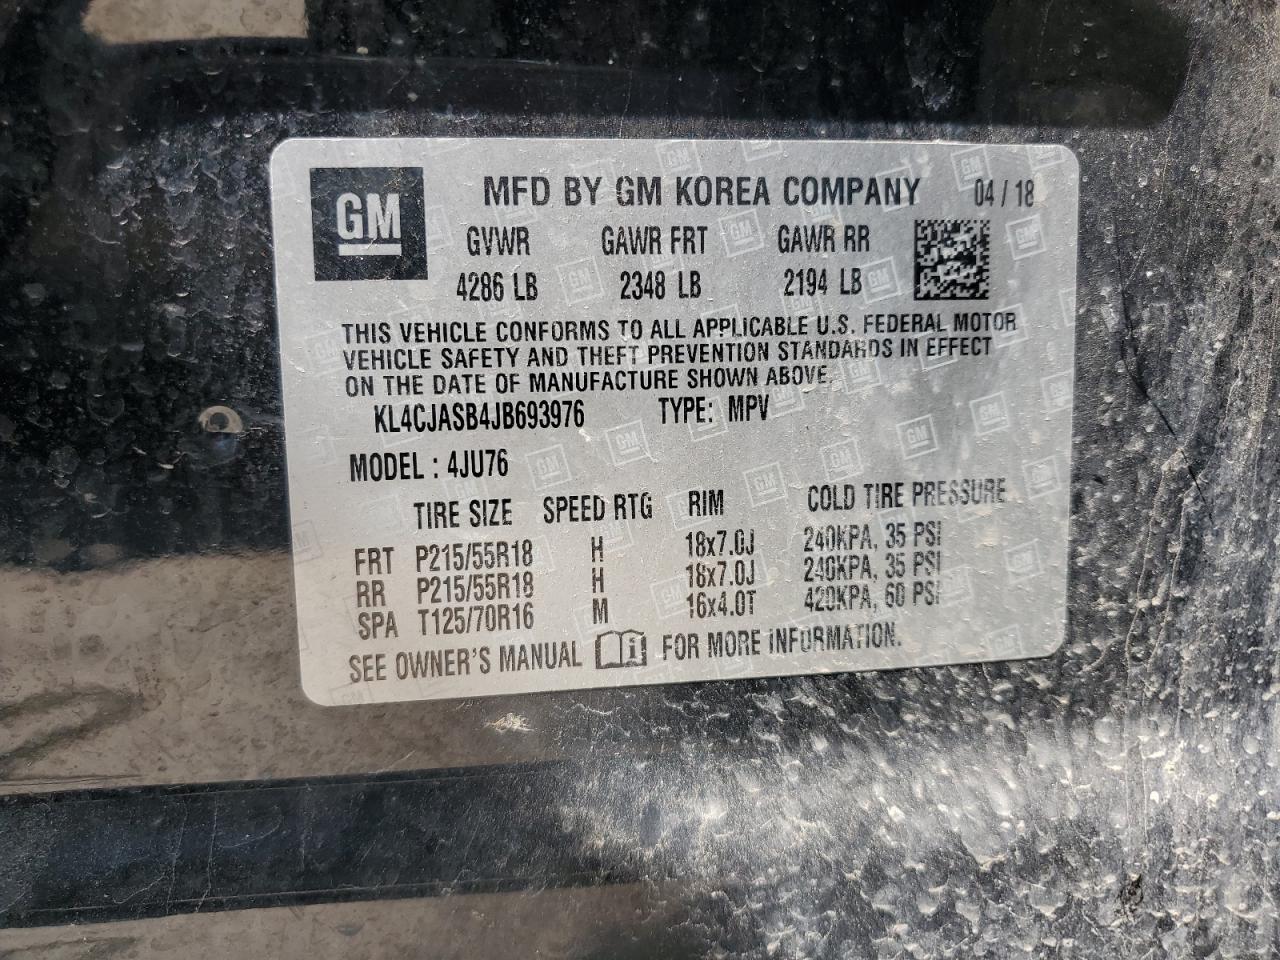 GM
MFD BY GM KOREA COMPANY 04 / 18
GVWR GAWR FRT GAWR RR
4286 LB 2348 LB 2194 LB
THIS VEHICLE CONFORMS TO ALL APPLICABLE U.S. FEDERAL MOTOR
VEHICLE SAFETY AND THEFT PREVENTION STANDARDS IN EFFECT
ON THE DATE OF MANUFACTURE SHOWN ABOVE.
KL4CJASB4JB693976 TYPE: MPV
MODEL : 4JU76
TIRE SIZE SPEED RTG RIM COLD TIRE PRESSURE
FRT P215/55R18 H 18x7.0J 240KPA, 35 PSI
RR P215/55R18 H 18x7.0J 240KPA, 35 PSI
SPA T125/70R16 M 16x4.0T 420KPA, 60 PSI
SEE OWNER'S MANUAL FOR MORE INFORMATION.